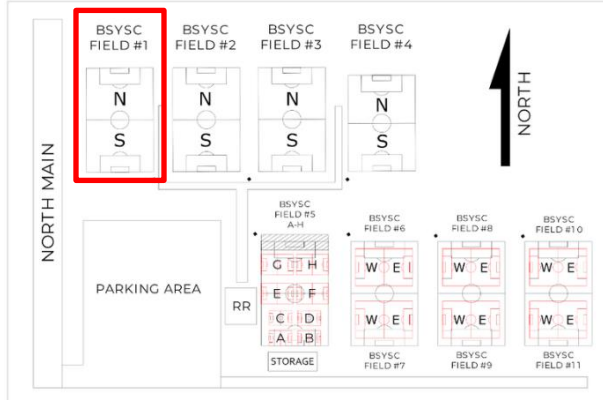 BSYSC
FIELD #1
BSYSC
FIELD #2
BSYSC
FIELD #3
BSYSC
FIELD #4
N
S
N
S
N
S
N
S
NORTH
NORTH MAIN
PARKING AREA
RR
BSYSC
FIELD #5
A-H
G H
E F
C D
A B
STORAGE
BSYSC
FIELD #6
W E
W E
BSYSC
FIELD #7
BSYSC
FIELD #8
W E
W E
BSYSC
FIELD #9
BSYSC
FIELD #10
W E
W E
BSYSC
FIELD #11